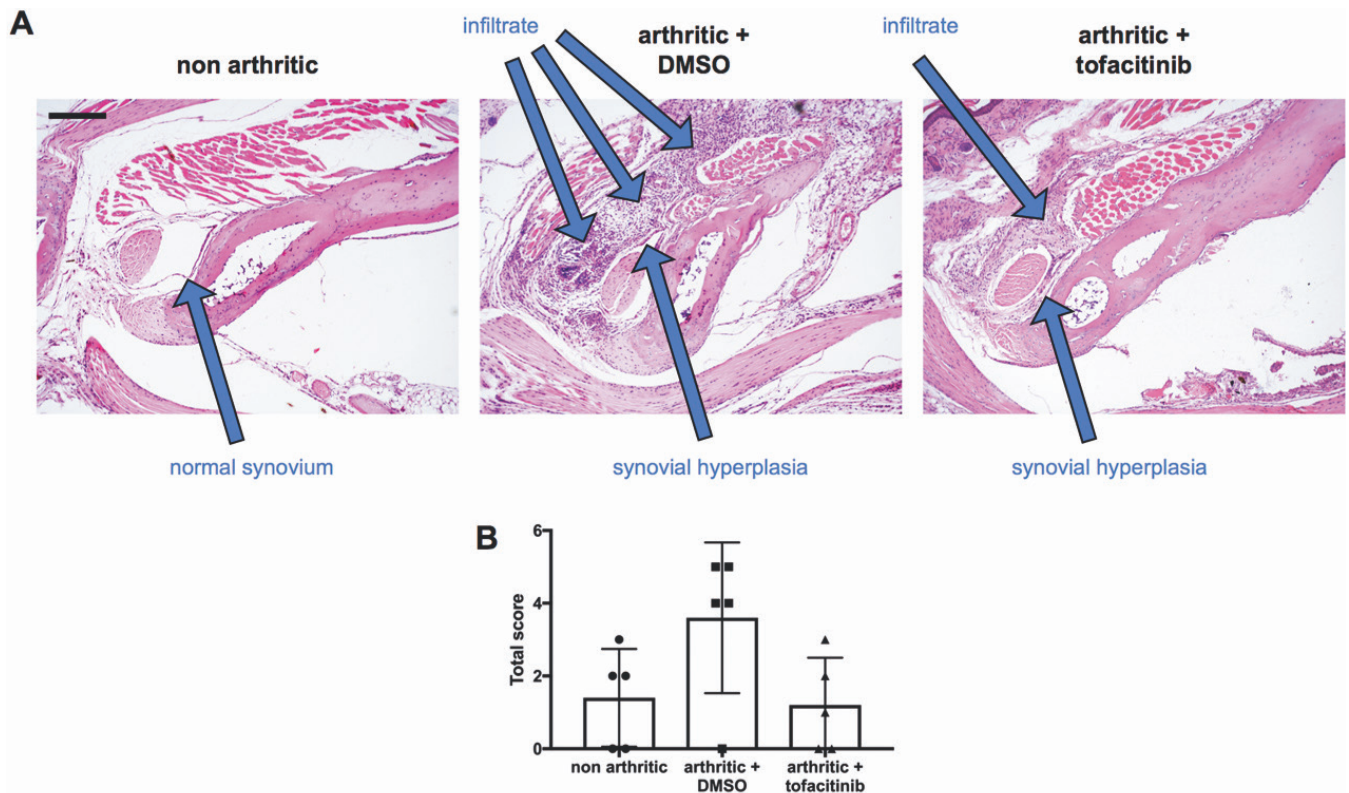 A
infiltrate
arthritic +
DMSO
infiltrate
arthritic +
tofacitinib
non arthritic
normal synovium
synovial hyperplasia
synovial hyperplasia
B
Total score
6
4
2
0
non arthritic
arthritic +
DMSO
arthritic +
tofacitinib